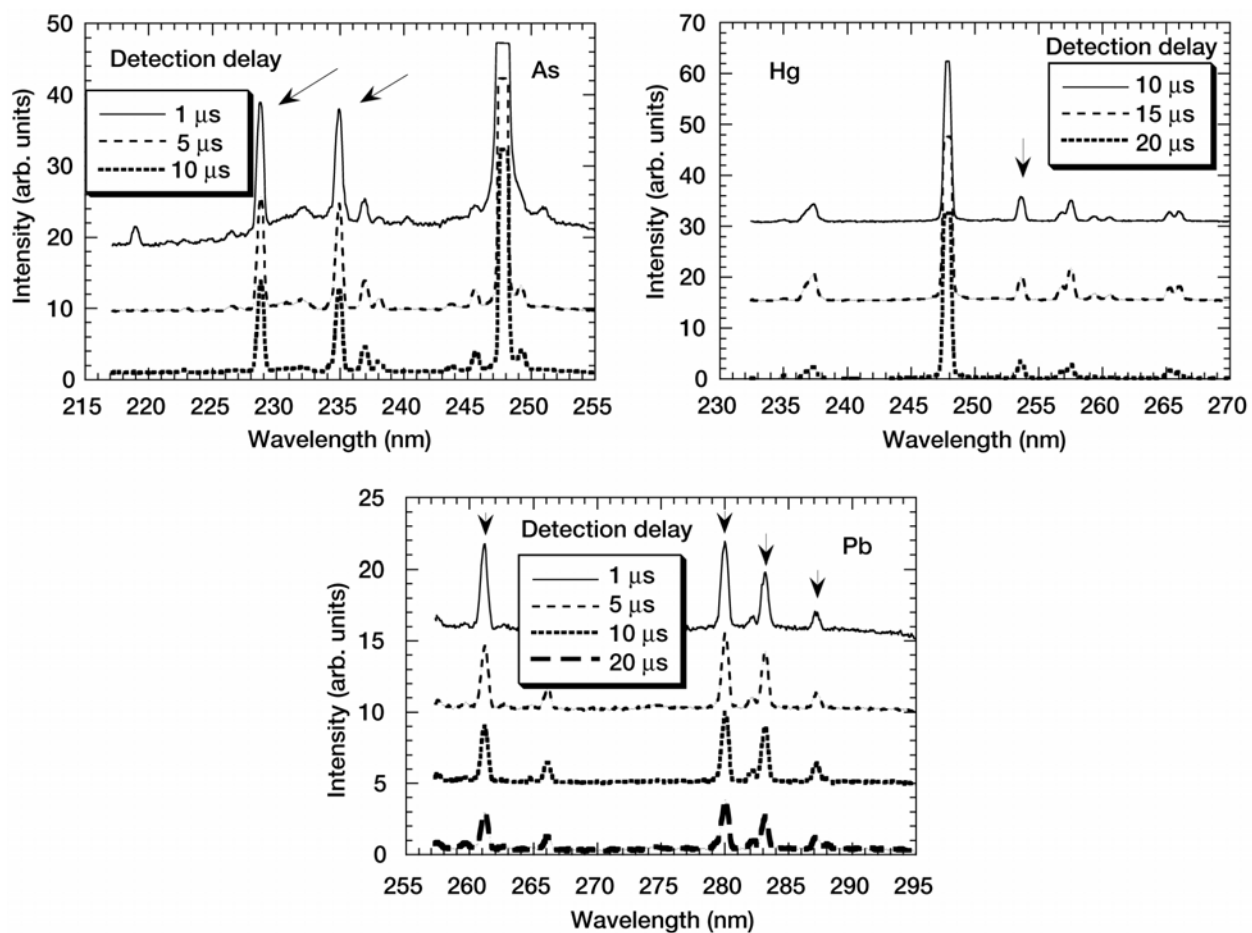 50
40
30
20
10
0
Intensity (arb. units)
Detection delay
1 μs
5 μs
10 μs
As
215 220 225 230 235 240 245 250 255
Wavelength (nm)
70
60
50
40
30
20
10
0
Intensity (arb. units)
Hg
Detection delay
10 μs
15 μs
20 μs
230 240 250 260 270
Wavelength (nm)
25
20
15
10
5
0
Intensity (arb. units)
Detection delay
1 μs
5 μs
10 μs
20 μs
Pb
255 260 265 270 275 280 285 290 295
Wavelength (nm)